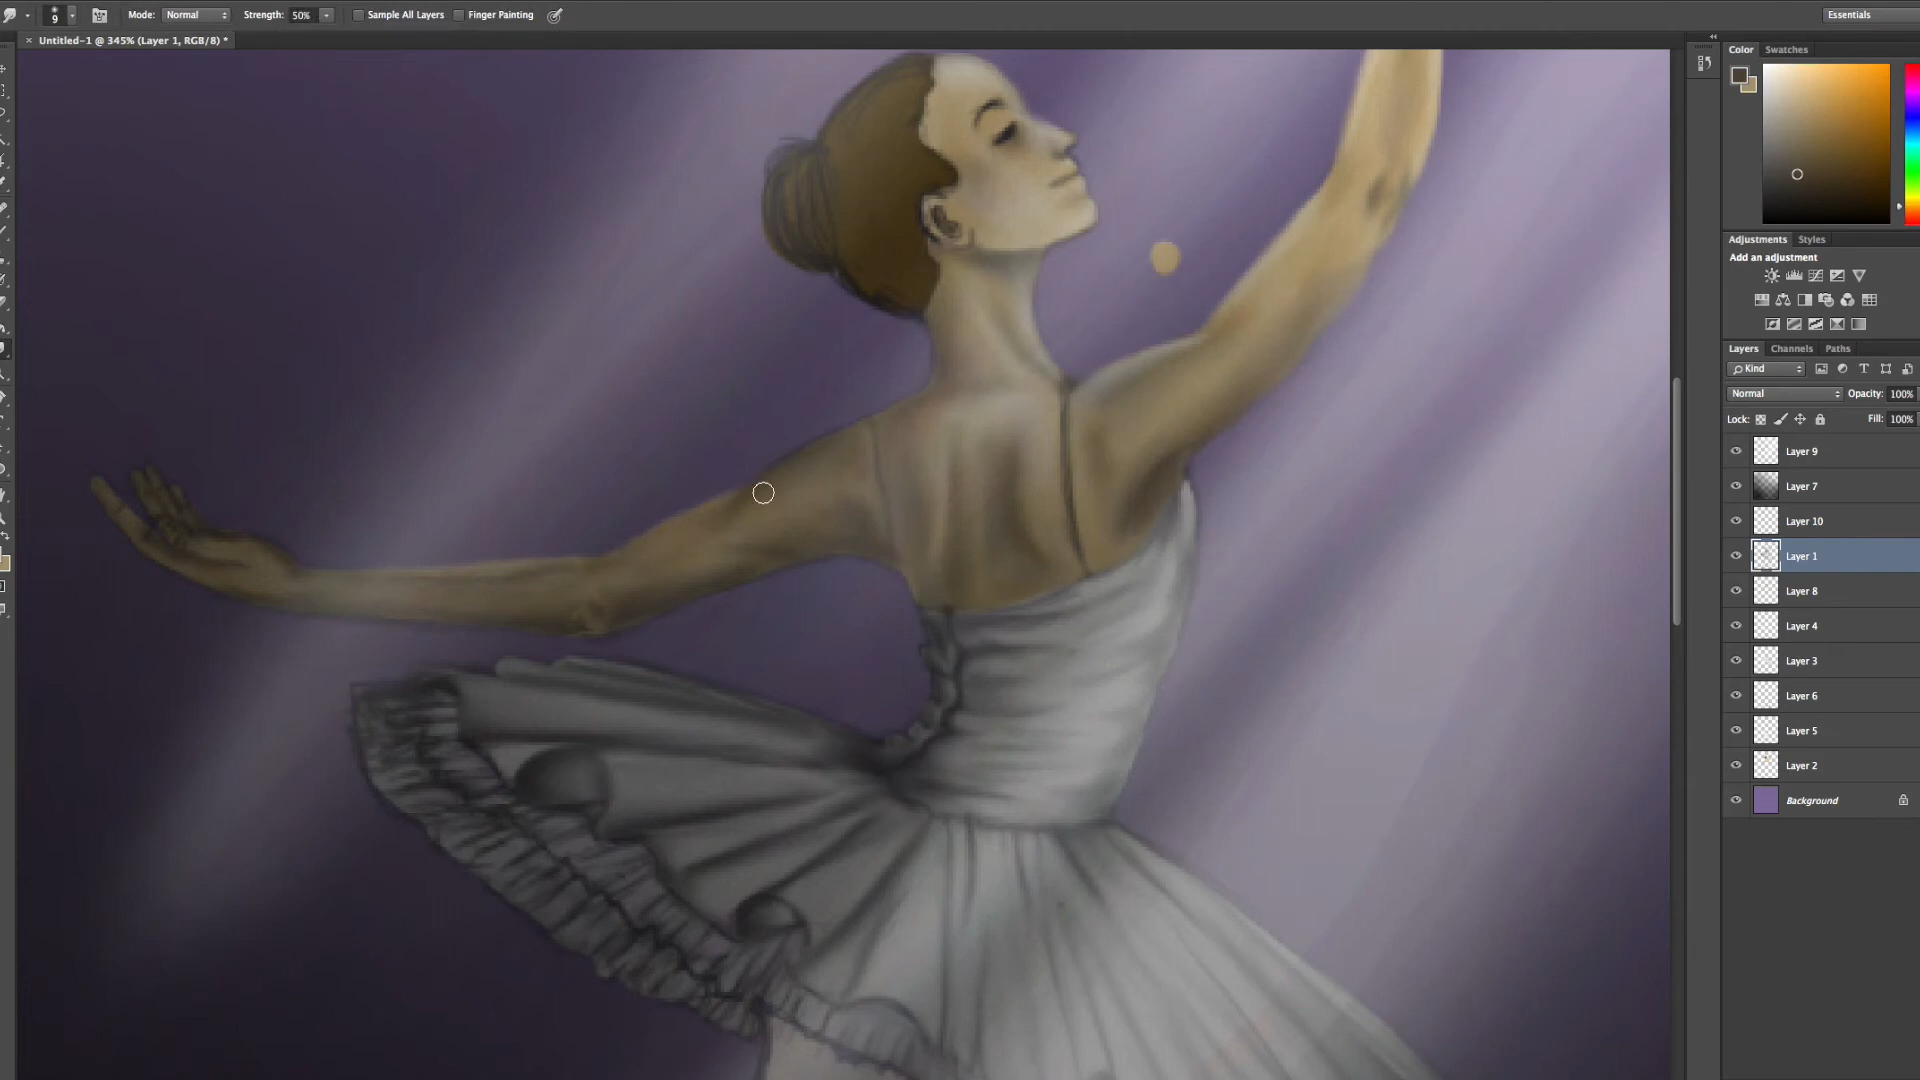 9 Mode: Normal Strength: 50% Sample All Layers Finger Painting Essentials
× Untitled-1 @ 345% (Layer 1, RGB/8) *
Color Swatches
Adjustments Styles
Add an adjustment
Layers Channels Paths
Kind
Normal Opacity: 100%
Lock: Fill: 100%
Layer 9
Layer 7
Layer 10
Layer 1
Layer 8
Layer 4
Layer 3
Layer 6
Layer 5
Layer 2
Background